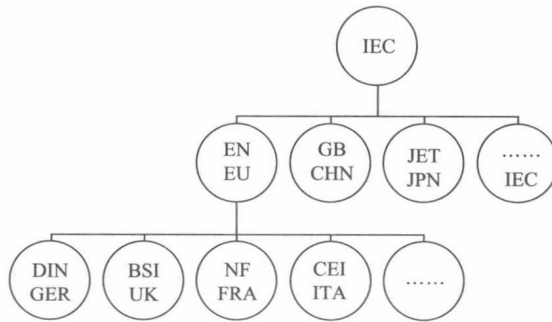 IEC
EN
EU
GB
CHN
JET
JPN
……
IEC
DIN
GER
BSI
UK
NF
FRA
CEI
ITA
……